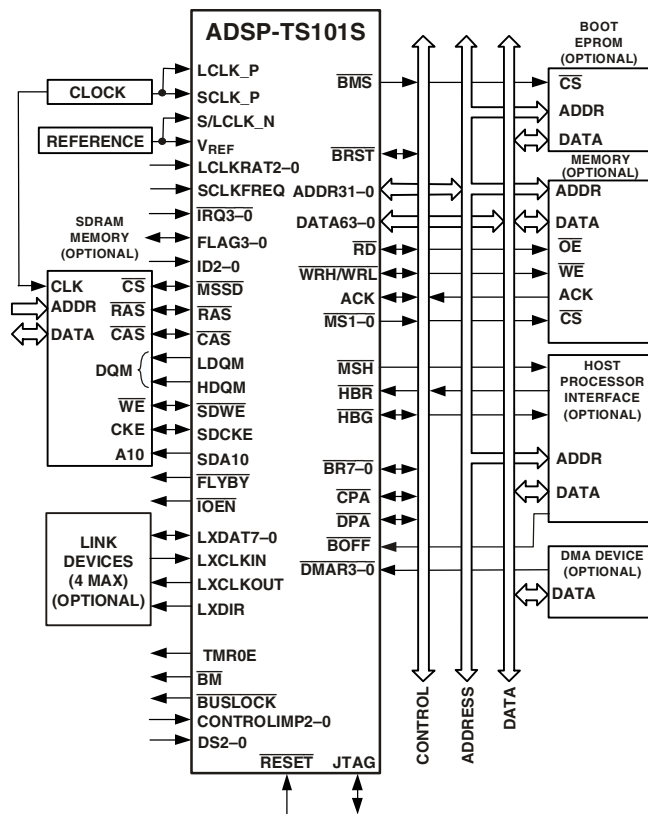 ADSP-TS101S
CLOCK
REFERENCE
SDRAM
MEMORY
(OPTIONAL)
CLK
ADDR
DATA
DQM
CS
RAS
CAS
WE
CKE
A10
LINK
DEVICES
(4 MAX)
(OPTIONAL)
LCLK_P
SCLK_P
S/LCLK_N
VREF
LCLKRAT2–0
SCLKFREQ
IRQ3–0
FLAG3–0
ID2–0
MSSD
RAS
CAS
LDQM
HDQM
SDWE
SDCKE
SDA10
FLYBY
IOEN
LXDAT7–0
LXCLKIN
LXCLKOUT
LXDIR
TMR0E
BM
BUSLOCK
CONTROLIMP2–0
DS2–0
RESET
JTAG
BMS
BRST
ADDR31–0
DATA63–0
RD
WRH/WRL
ACK
MS1–0
MSH
HBR
HBG
BR7–0
CPA
DPA
BOFF
DMAR3–0
CONTROL
ADDRESS
DATA
BOOT
EPROM
(OPTIONAL)
CS
ADDR
DATA
MEMORY
(OPTIONAL)
ADDR
DATA
OE
WE
ACK
CS
HOST
PROCESSOR
INTERFACE
(OPTIONAL)
ADDR
DATA
DMA DEVICE
(OPTIONAL)
DATA